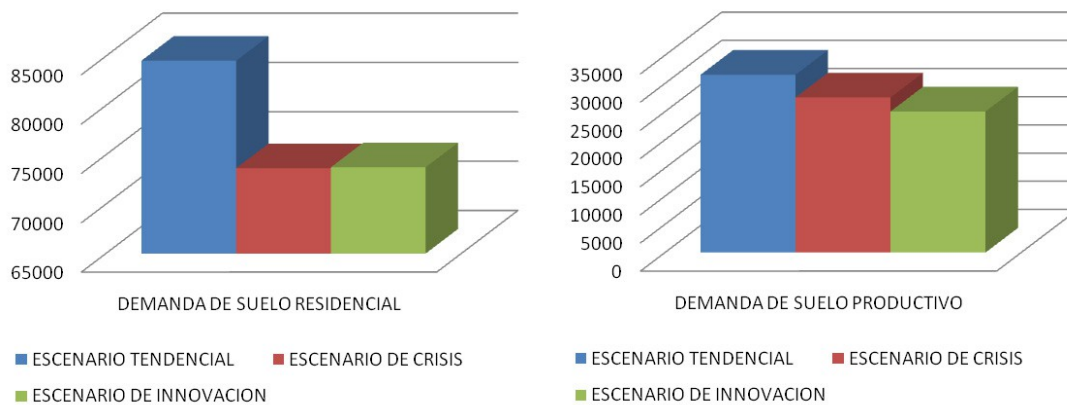 85000
80000
75000
70000
65000
DEMANDA DE SUELO RESIDENCIAL
ESCENARIO TENDENCIAL
ESCENARIO DE CRISIS
ESCENARIO DE INNOVACION
35000
30000
25000
20000
15000
10000
5000
0
DEMANDA DE SUELO PRODUCTIVO
ESCENARIO TENDENCIAL
ESCENARIO DE CRISIS
ESCENARIO DE INNOVACION